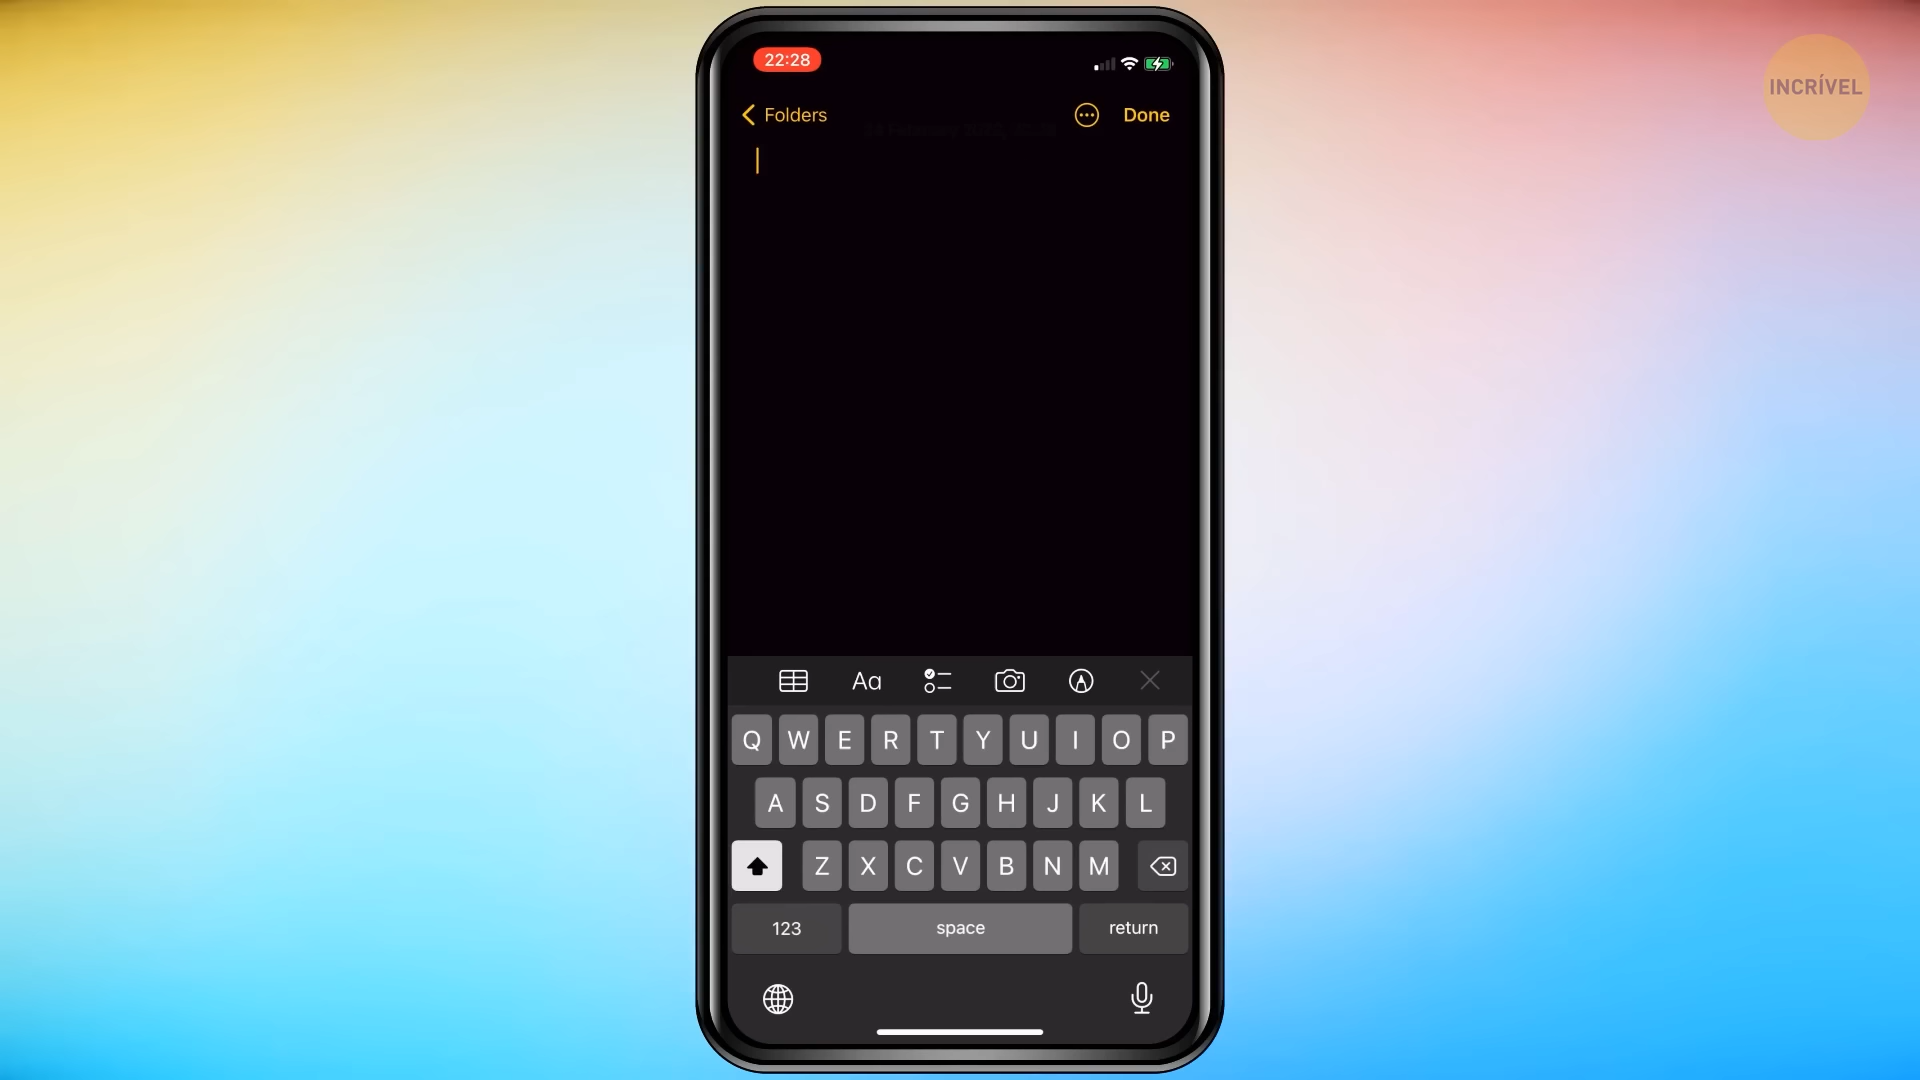 22:28
INCRÍVEL
Folders
Done
Aa
Q W E R T Y U I O P
A S D F G H J K L
Z X C V B N M
123 space return